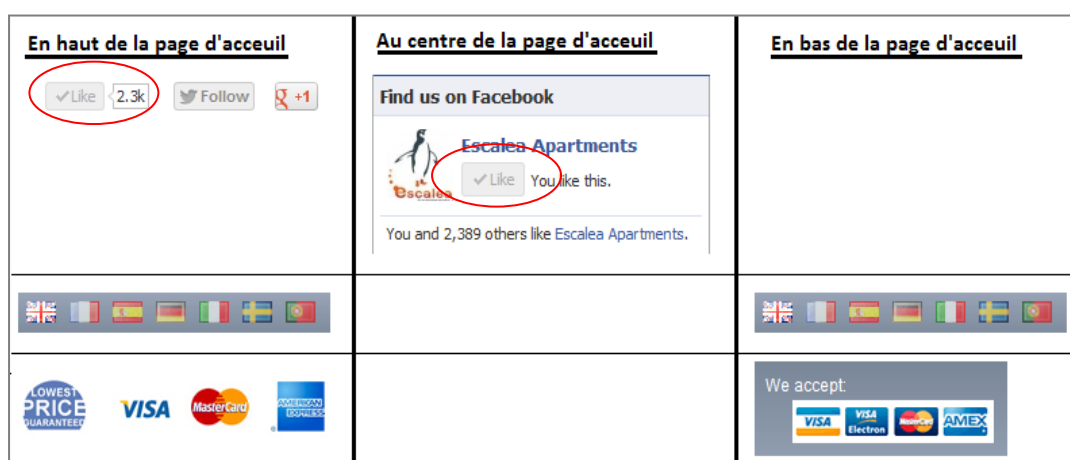 En haut de la page d'acceuil
Au centre de la page d'acceuil
En bas de la page d'acceuil
Like 2.3k Follow g +1
Find us on Facebook
Escalea Apartments
Like You like this.
escalea
You and 2,389 others like Escalea Apartments.
LOWEST
PRICE
GUARANTEED
VISA MasterCard AMERICAN
EXPRESS
We accept:
VISA VISA
Electron MasterCard AMEX